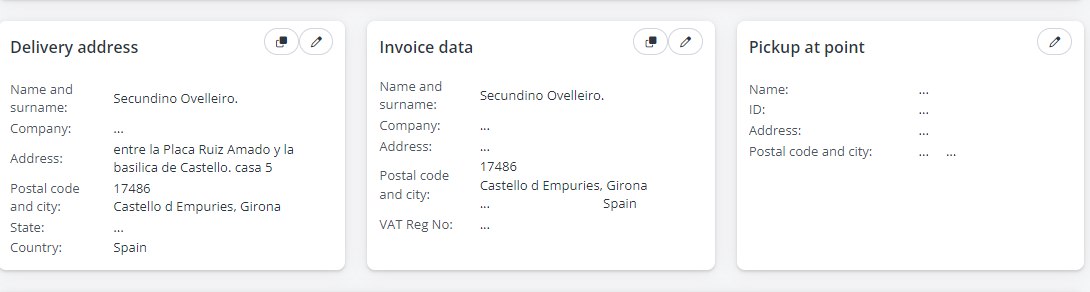 Delivery address
Name and surname: Secundino Ovelleiro.
Company: ...
Address: entre la Placa Ruiz Amado y la
basilica de Castello. casa 5
Postal code and city: 17486
Castello d Empuries, Girona
State: ...
Country: Spain
Invoice data
Name and surname: Secundino Ovelleiro.
Company: ...
Address: ...
Postal code and city: 17486
Castello d Empuries, Girona
... Spain
VAT Reg No: ...
Pickup at point
Name: ...
ID: ...
Address: ...
Postal code and city: ... ...